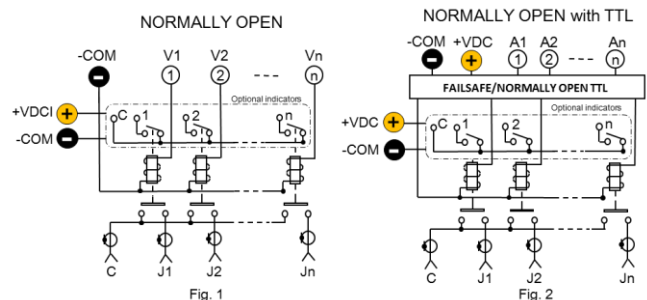 NORMALLY OPEN
-COM V1 V2 Vn
1 2 n
+VDCI
-COM
Optional indicators
C 1 2 n
C J1 J2 Jn
Fig. 1
NORMALLY OPEN with TTL
-COM +VDC A1 A2 An
1 2 n
FAILSAFE/NORMALLY OPEN TTL
Optional indicators
+VDC
-COM
C 1 2 n
C J1 J2 Jn
Fig. 2